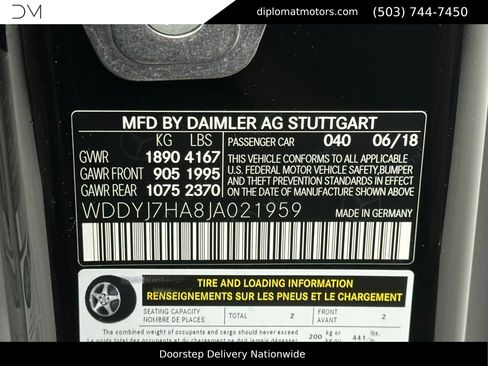 DM
diplomatmotors.com
(503) 744-7450
MFD BY DAIMLER AG STUTTGART
KG LBS
PASSENGER CAR 040 06/18
GVWR 1890 4167
GAWR FRONT 905 1995
GAWR REAR 1075 2370
THIS VEHICLE CONFORMS TO ALL APPLICABLE
U.S. FEDERAL MOTOR VEHICLE SAFETY,BUMPER
AND THEFT PREVENTION STANDARDS IN EFFECT
ON THE DATE OF MANUFACTURE SHOWN ABOVE
WDDYJ7HA8JA021959
MADE IN GERMANY
TIRE AND LOADING INFORMATION
RENSEIGNEMENTS SUR LES PNEUS ET LE CHARGEMENT
SEATING CAPACITY
NOMBRE DE PLACES
TOTAL 2
FRONT
AVANT 2
The combined weight of occupants and cargo should never exceed
200 kg or 441 lbs.
Doorstep Delivery Nationwide